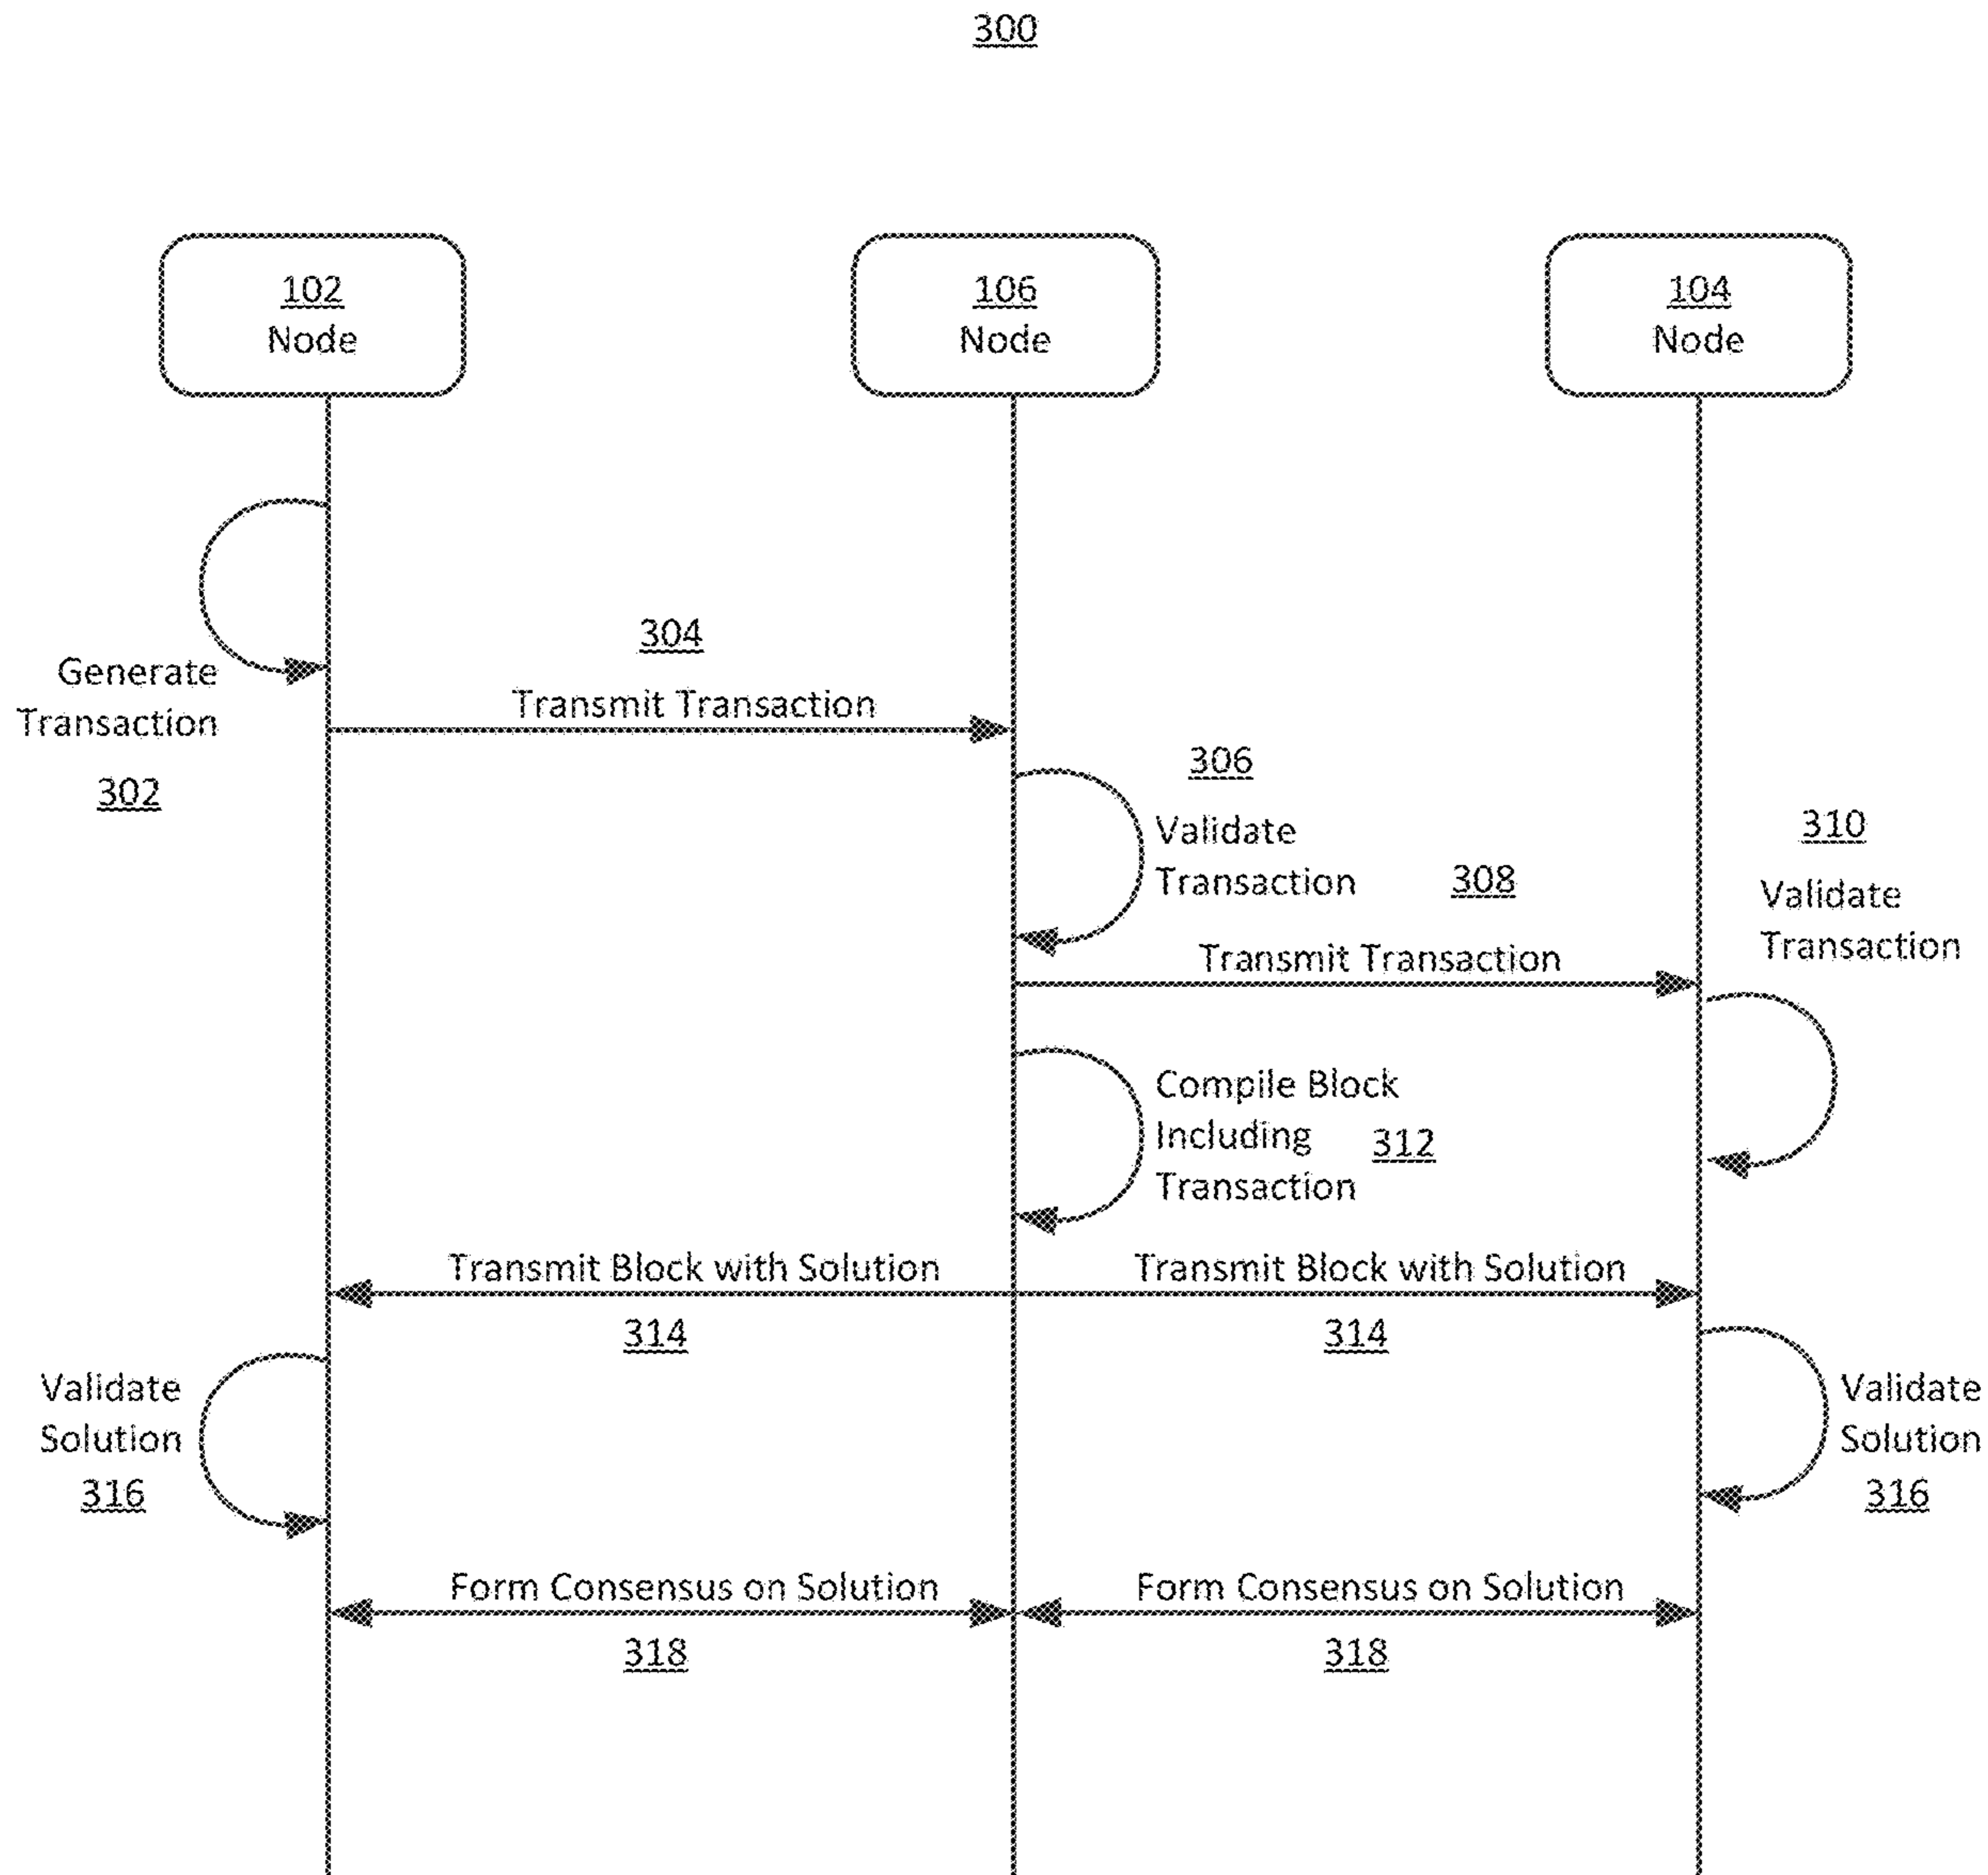 300
102
Node
106
Node
104
Node
304
Generate
Transaction
302
Transmit Transaction
306
Validate
Transaction
308
310
Validate
Transaction
Transmit Transaction
Compile Block
Including
Transaction
312
Transmit Block with Solution
Transmit Block with Solution
314
314
Validate
Solution
316
Validate
Solution
316
Form Consensus on Solution
Form Consensus on Solution
318
318